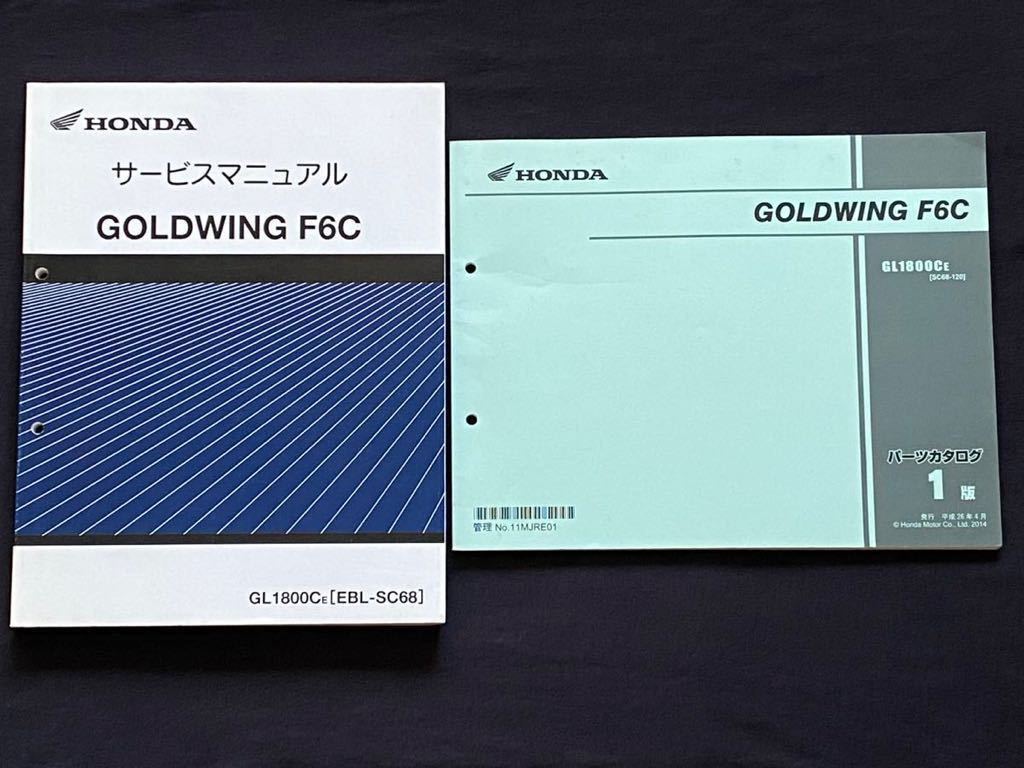 HONDA
サービスマニュアル
GOLDWING F6C
GL1800CE[EBL-SC68]
HONDA
GOLDWING F6C
GL1800CE
[SC68-120]
パーツカタログ
1 版
発行 平成26年4月
© Honda Motor Co., Ltd. 2014
管理 No.11MJRE01